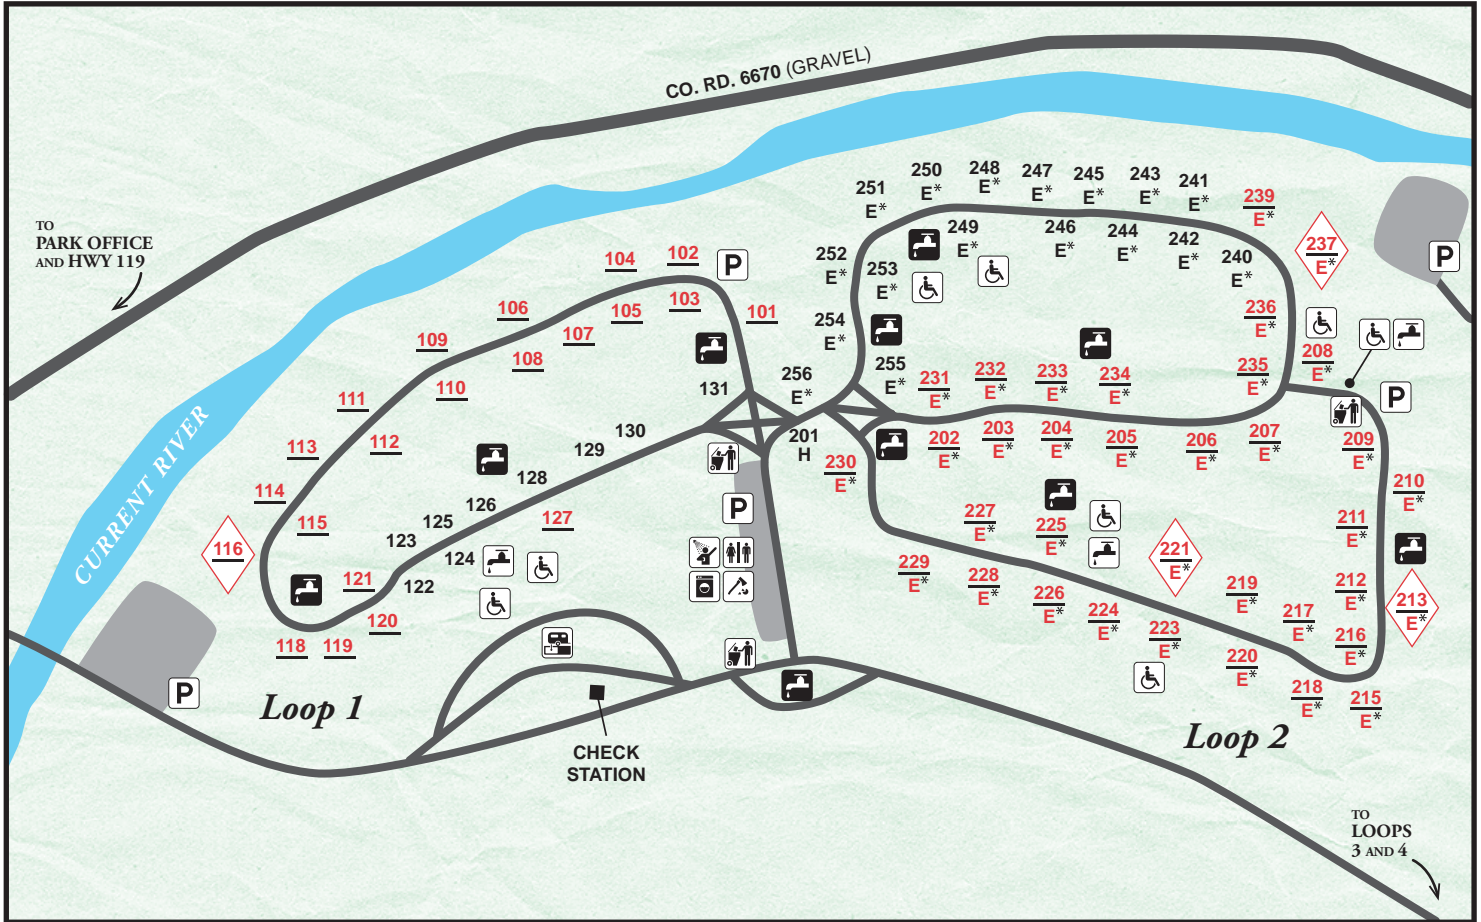 CO. RD. 6670 (GRAVEL)
TO
PARK OFFICE
AND HWY 119
CURRENT RIVER
250
E*
248
E*
247
E*
245
E*
243
E*
241
E*
251
E*
239
E*
249
E*
246
E*
244
E*
242
E*
240
E*
237
E*
252
E*
253
E*
254
E*
255
E*
256
E*
236
E*
235
E*
208
E*
231
E*
232
E*
233
E*
234
E*
P
P
P
104
102
P
106
105
103
101
109
107
108
111
110
131
113
112
130
129
114
128
126
115
125
127
116
123
124
121
122
120
118
119
P
201
H
230
E*
202
E*
203
E*
204
E*
205
E*
206
E*
207
E*
209
E*
210
E*
211
E*
227
E*
225
E*
221
E*
229
E*
228
E*
226
E*
224
E*
223
E*
219
E*
217
E*
212
E*
213
E*
216
E*
220
E*
218
E*
215
E*
Loop 1
Loop 2
CHECK
STATION
TO
LOOPS
3 AND 4